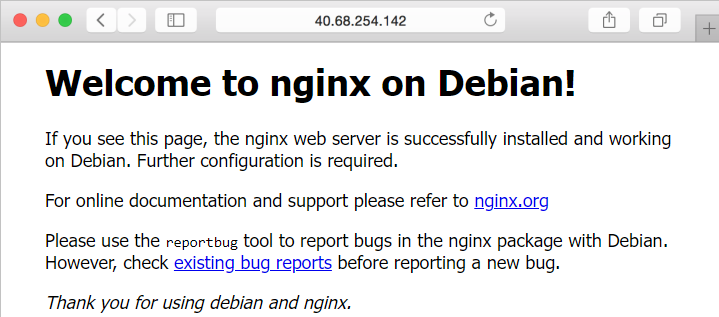 40.68.254.142
Welcome to nginx on Debian!
If you see this page, the nginx web server is successfully installed and working
on Debian. Further configuration is required.
For online documentation and support please refer to nginx.org
Please use the reportbug tool to report bugs in the nginx package with Debian.
However, check existing bug reports before reporting a new bug.
Thank you for using debian and nginx.